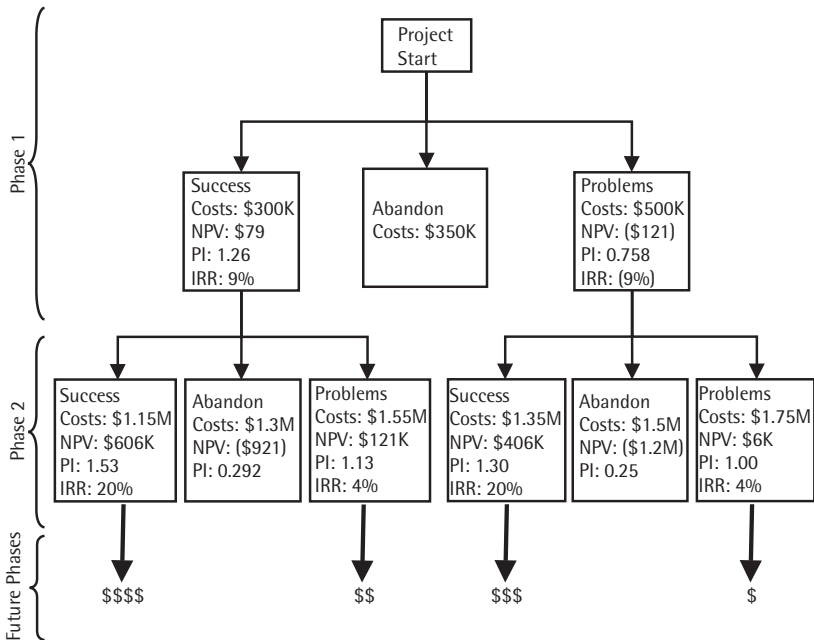 Project
Start
Phase 1
Success
Costs: $300K
NPV: $79
PI: 1.26
IRR: 9%
Abandon
Costs: $350K
Problems
Costs: $500K
NPV: ($121)
PI: 0.758
IRR: (9%)
Phase 2
Success
Costs: $1.15M
NPV: $606K
PI: 1.53
IRR: 20%
Abandon
Costs: $1.3M
NPV: ($921)
PI: 0.292
Problems
Costs: $1.55M
NPV: $121K
PI: 1.13
IRR: 4%
Success
Costs: $1.35M
NPV: $406K
PI: 1.30
IRR: 20%
Abandon
Costs: $1.5M
NPV: ($1.2M)
PI: 0.25
Problems
Costs: $1.75M
NPV: $6K
PI: 1.00
IRR: 4%
Future Phases
$$$$
$$
$$$
$